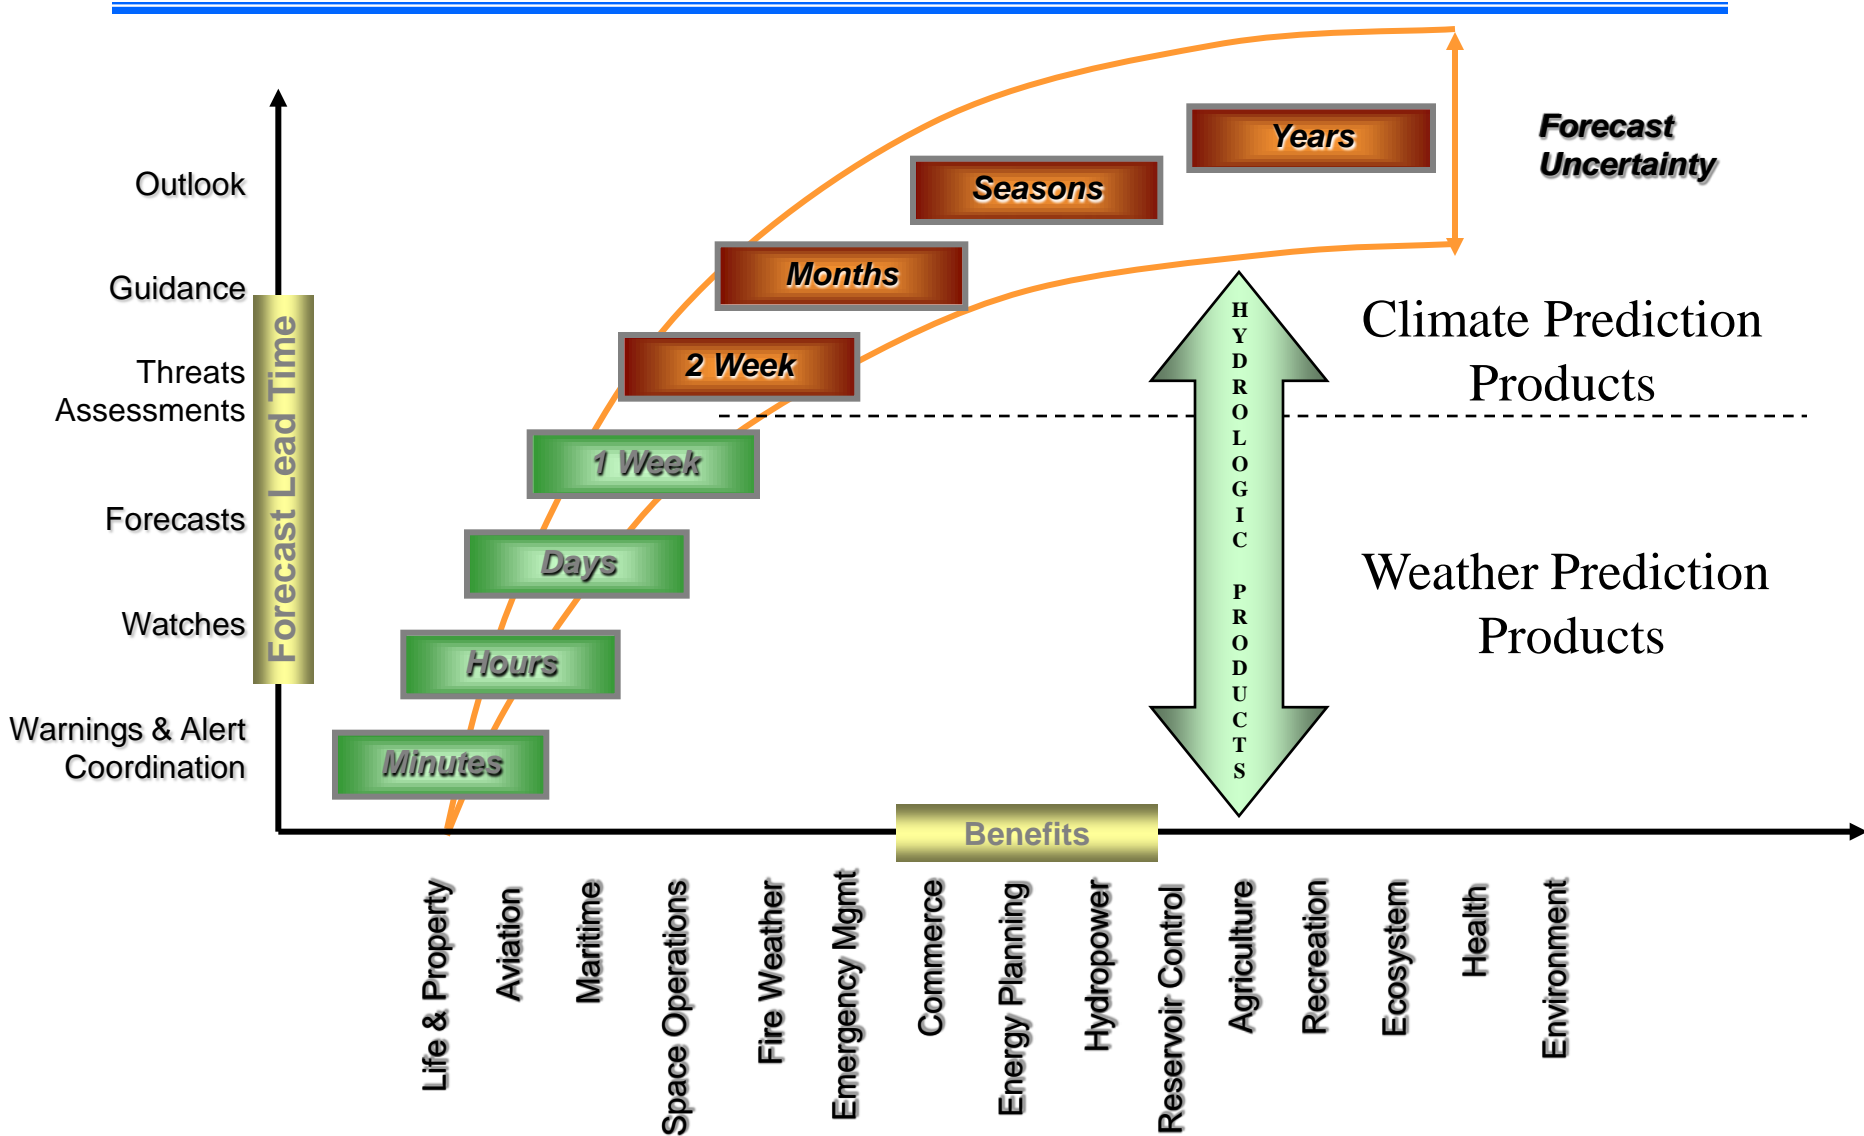 Years
Forecast
Uncertainty
Outlook
Seasons
Guidance
Months
Threats
Assessments
2 Week
Forecast Lead Time
1 Week
Forecasts
Days
Watches
Hours
Warnings & Alert
Coordination
Minutes
HYDROLOGIC PRODUCTS
Climate Prediction
Products
Weather Prediction
Products
Benefits
Life & Property
Aviation
Maritime
Space Operations
Fire Weather
Emergency Mgmt
Commerce
Energy Planning
Hydropower
Reservoir Control
Agriculture
Recreation
Ecosystem
Health
Environment